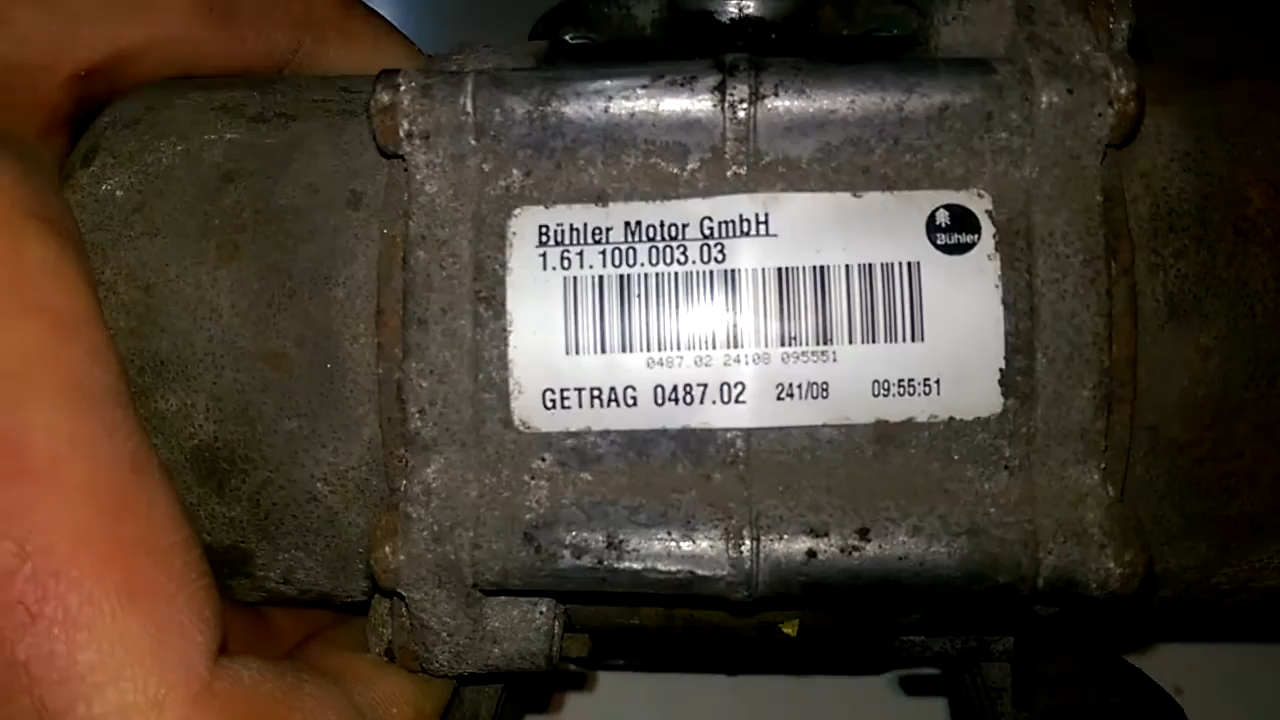 Bühler Motor GmbH
Bühler
1.61.100.003.03
0487.02 24108 095551
GETRAG 0487.02 241/08 09:55:51